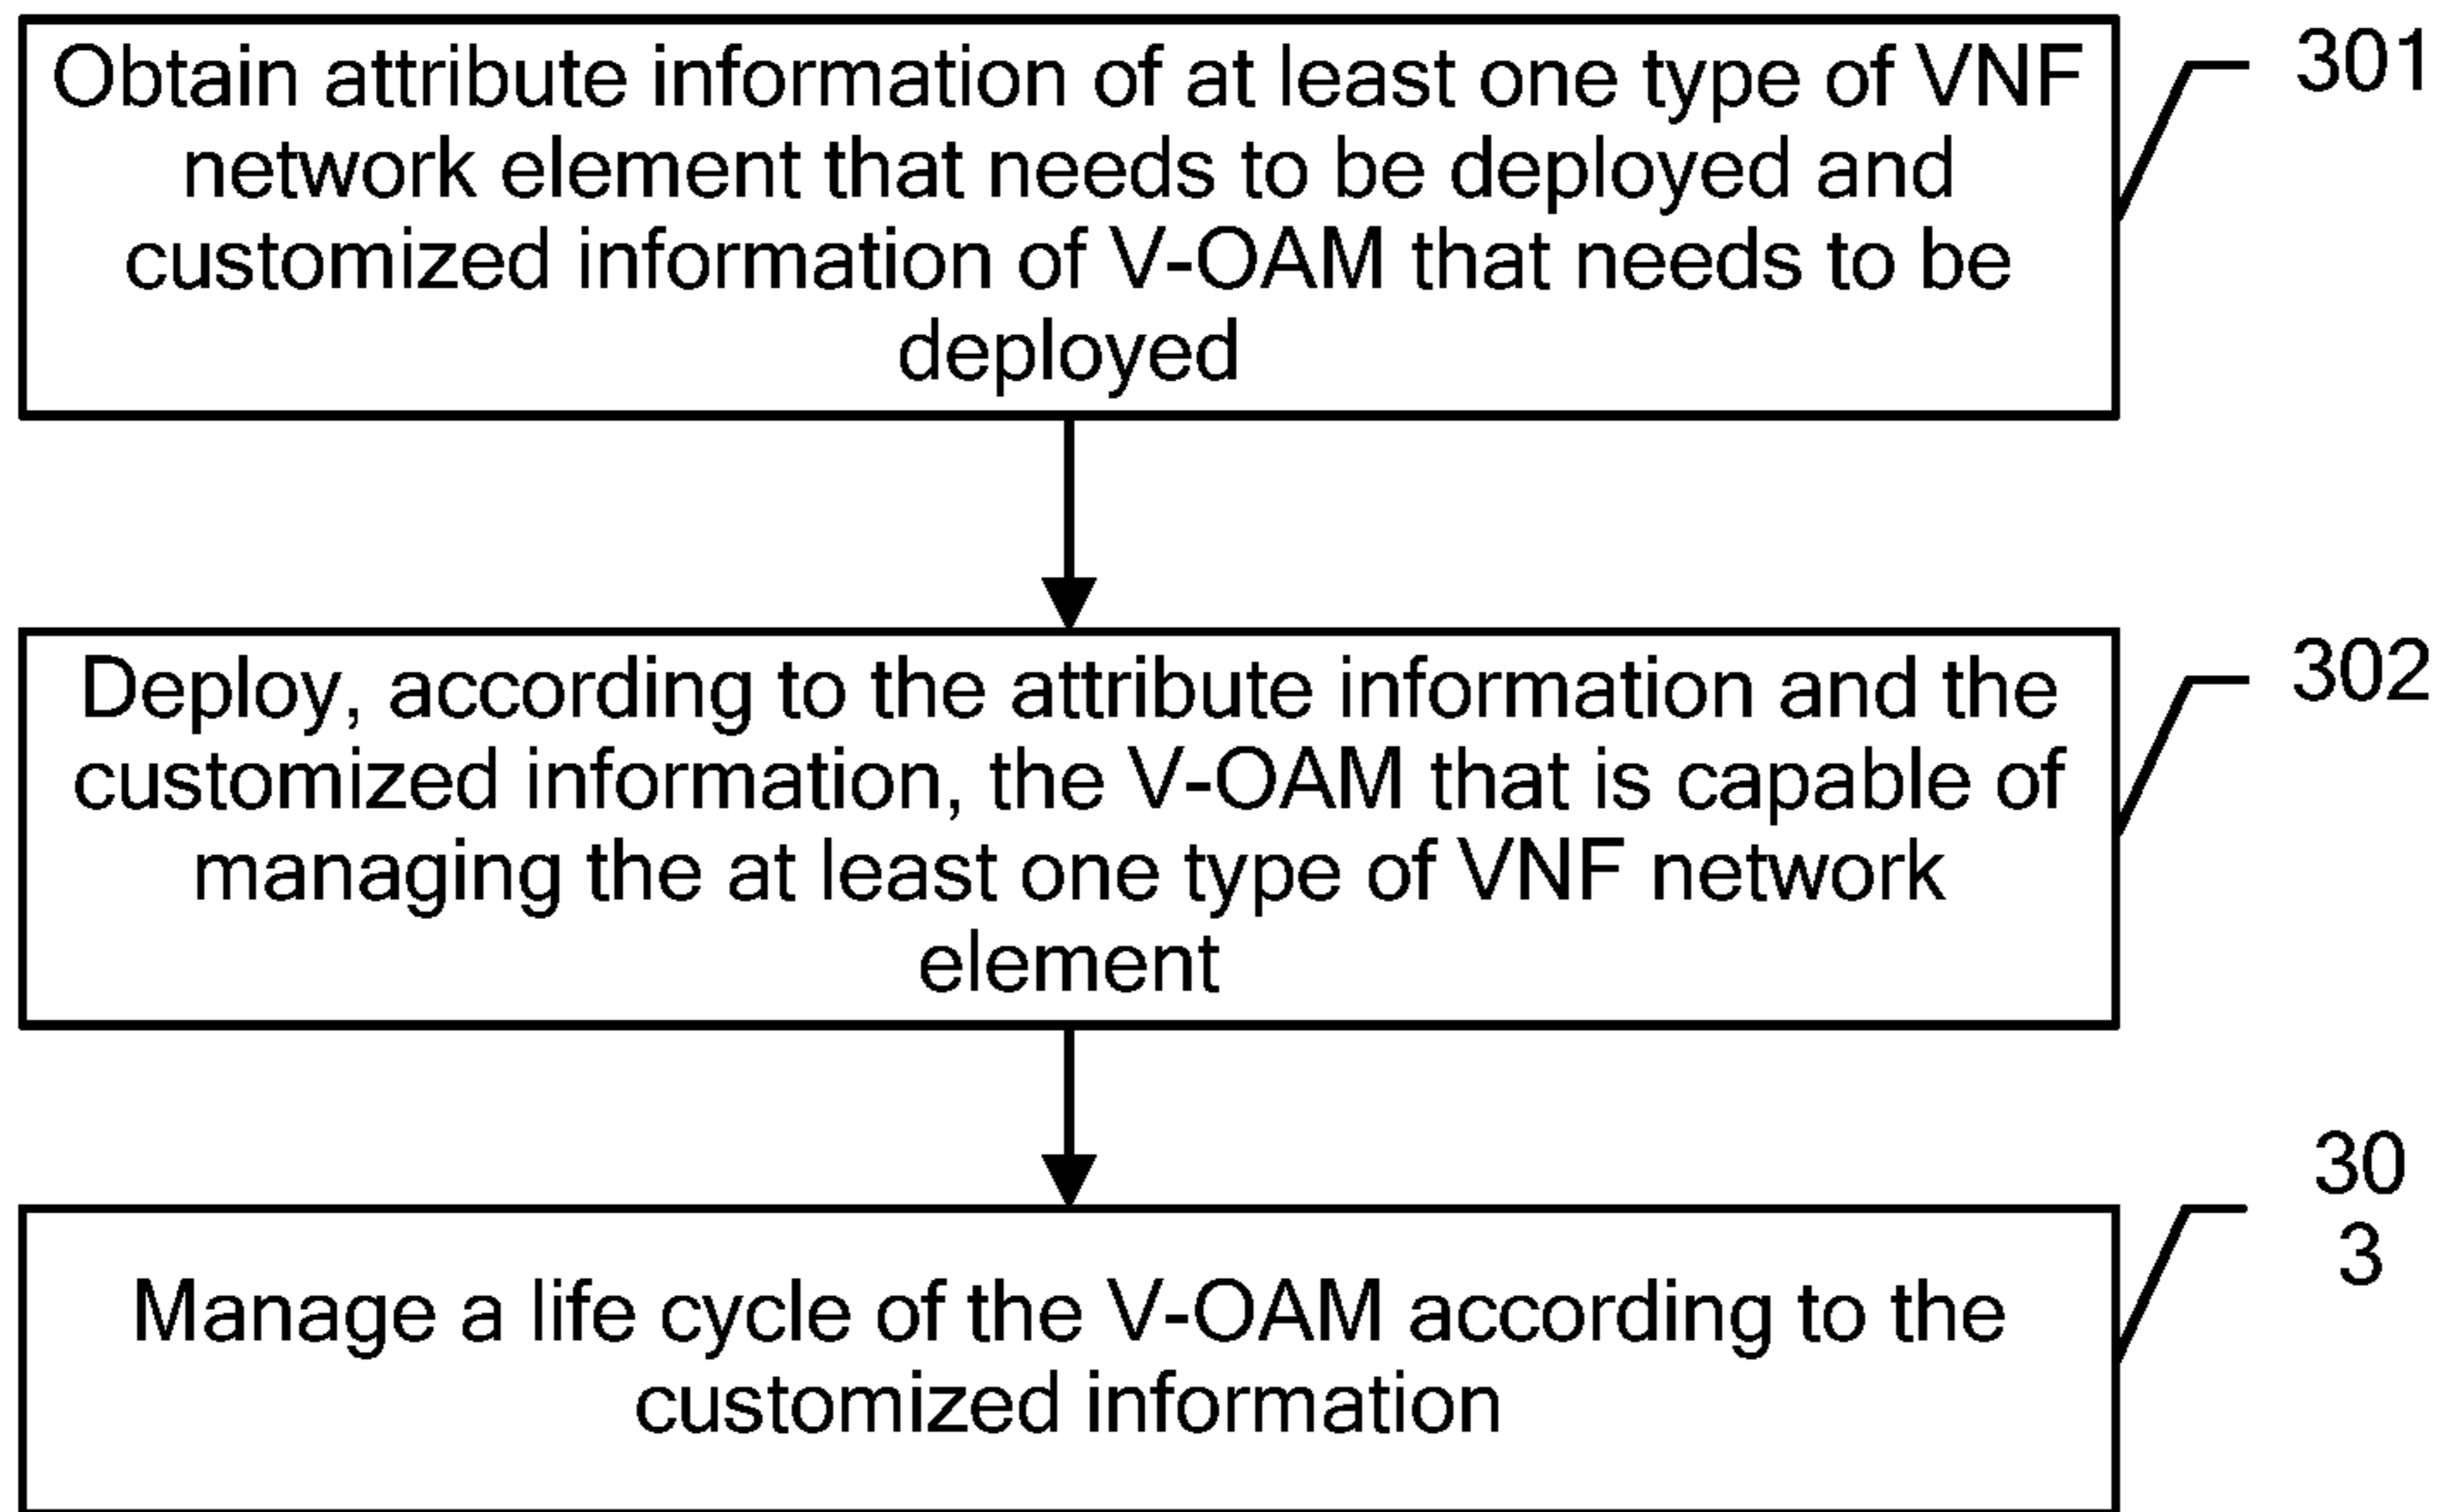 Obtain attribute information of at least one type of VNF
network element that needs to be deployed and
customized information of V-OAM that needs to be
deployed
301
Deploy, according to the attribute information and the
customized information, the V-OAM that is capable of
managing the at least one type of VNF network
element
302
Manage a life cycle of the V-OAM according to the
customized information
30
3